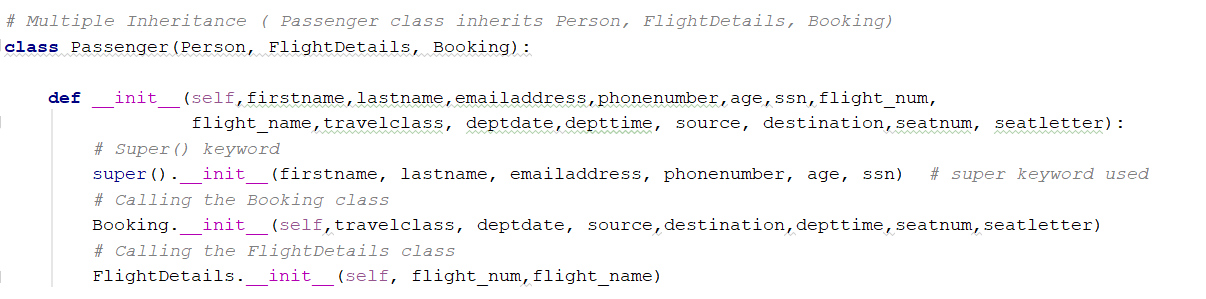 # Multiple Inheritance ( Passenger class inherits Person, FlightDetails, Booking)
class Passenger(Person, FlightDetails, Booking):
def __init__(self,firstname,lastname,emailaddress,phonenumber,age,ssn,flight_num,
flight_name,travelclass, deptdate,depttime, source, destination,seatnum, seatletter):
# Super() keyword
super().__init__(firstname, lastname, emailaddress, phonenumber, age, ssn)  # super keyword used
# Calling the Booking class
Booking.__init__(self,travelclass, deptdate, source,destination,depttime,seatnum,seatletter)
# Calling the FlightDetails class
FlightDetails.__init__(self, flight_num,flight_name)